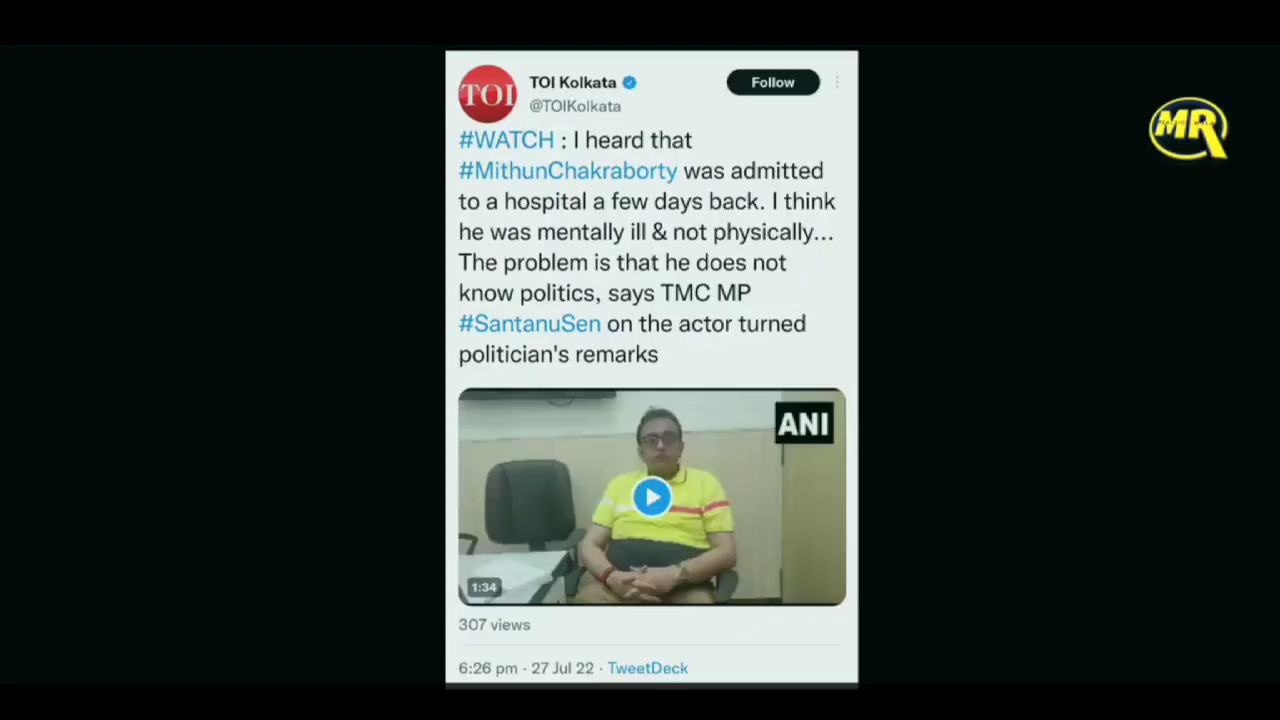 TOI
TOI Kolkata
Follow
@TOIKolkata
#WATCH : I heard that
#MithunChakraborty was admitted
to a hospital a few days back. I think
he was mentally ill & not physically...
The problem is that he does not
know politics, says TMC MP
#SantanuSen on the actor turned
politician's remarks
ANI
1:34
307 views
6:26 pm · 27 Jul 22 · TweetDeck
MR